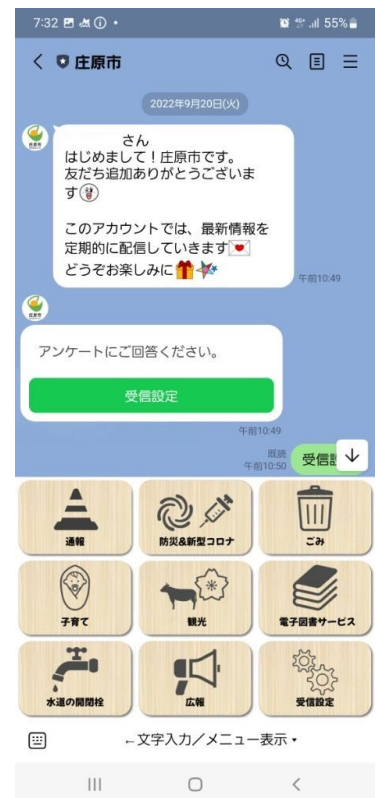 7:32
55%
庄原市
2022年9月20日(火)
さん
はじめまして!庄原市です。
友だち追加ありがとうございま
す
このアカウントでは、最新情報を
定期的に配信していきます
どうぞお楽しみに
午前10:49
アンケートにご回答ください。
受信設定
午前10:49
既読
午前10:50
受信設
通報
防災&新型コロナ
ごみ
子育て
観光
電子図書サービス
水道の開閉栓
広報
受信設定
←文字入力/メニュー表示